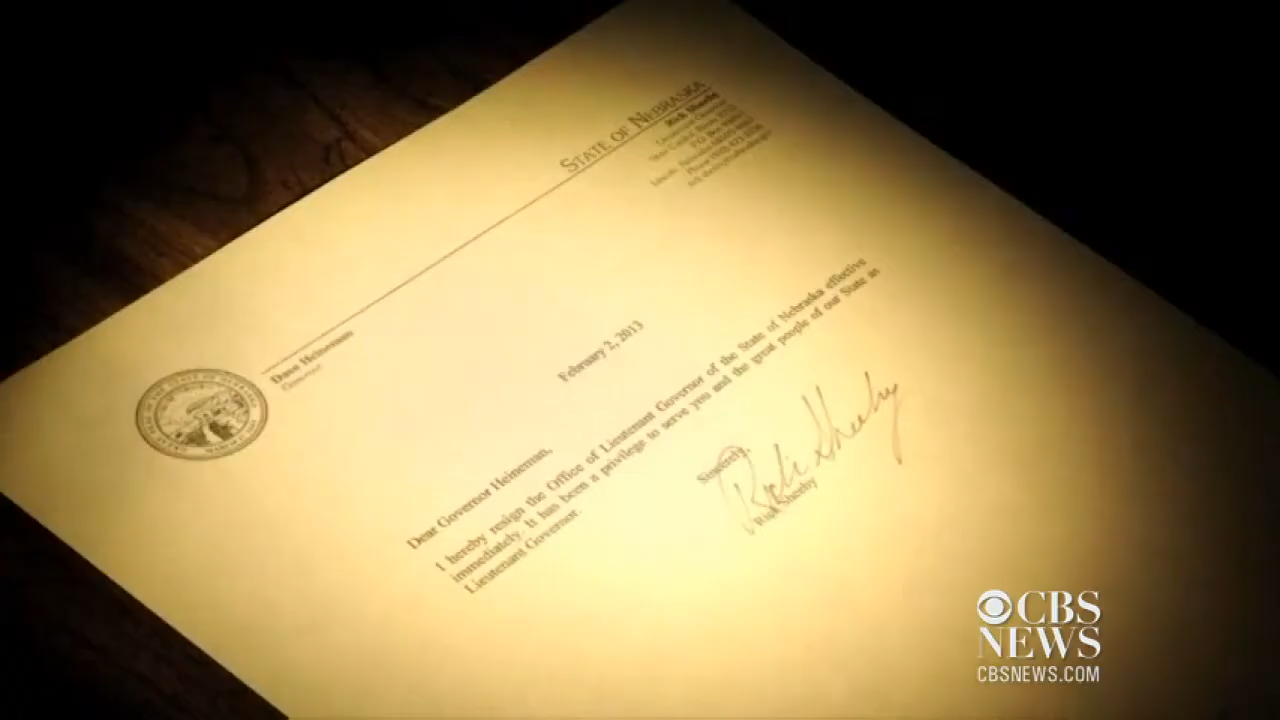 STATE OF NEBRASKA
Rick Sheehy
Dave Heineman
Governor
February 2, 2013
Dear Governor Heineman,
I hereby resign the Office of Lieutenant Governor of the State of Nebraska effective
immediately. It has been a privilege to serve you and the great people of our State as
Lieutenant Governor.
Sincerely,
Rick Sheehy
Rick Sheehy
CBS
NEWS
CBSNEWS.COM